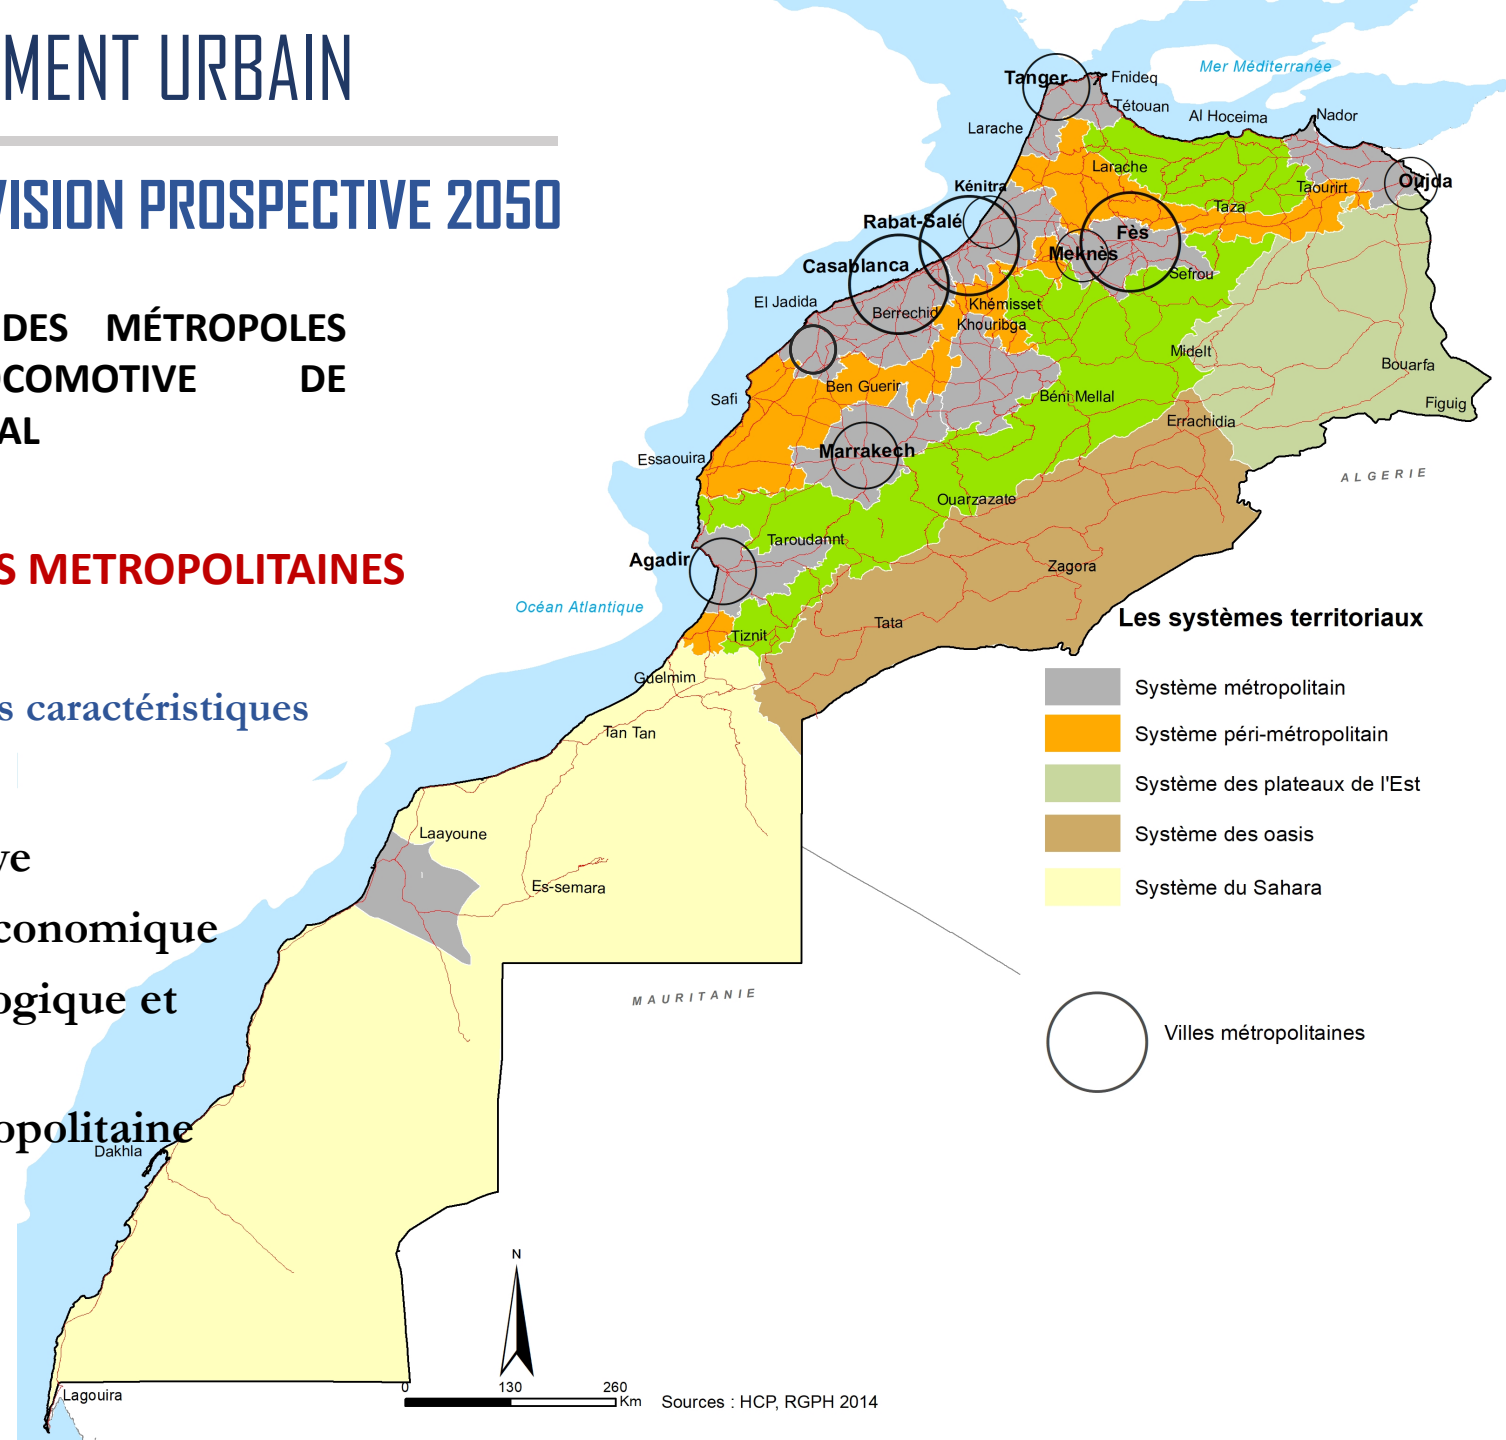 MENT URBAIN
VISION PROSPECTIVE 2050
DES MÉTROPOLES
OCOMOTIVE DE
AL
S METROPOLITAINES
s caractéristiques
ve
conomique
ogique et
opolitaine
Mer Méditerranée
Tanger
Fnideq
Tétouan
Al Hoceima
Nador
Larache
Larache
Kénitra
Taourirt
Oujda
Taza
Rabat-Salé
Fès
Meknès
Casablanca
Sefrou
El Jadida
Khémisset
Berrechid
Khouribga
Midelt
Bouarfa
Ben Guerir
Safi
Béni Mellal
Figuig
Errachidia
Marrakech
Essaouira
ALGERIE
Ouarzazate
Taroudannt
Agadir
Zagora
Océan Atlantique
Tata
Tiznit
Guelmim
Tan Tan
Laayoune
Es-semara
MAURITANIE
Dakhla
Lagouira
Les systèmes territoriaux
Système métropolitain
Système péri-métropolitain
Système des plateaux de l'Est
Système des oasis
Système du Sahara
Villes métropolitaines
N
0 130 260
Km
Sources : HCP, RGPH 2014